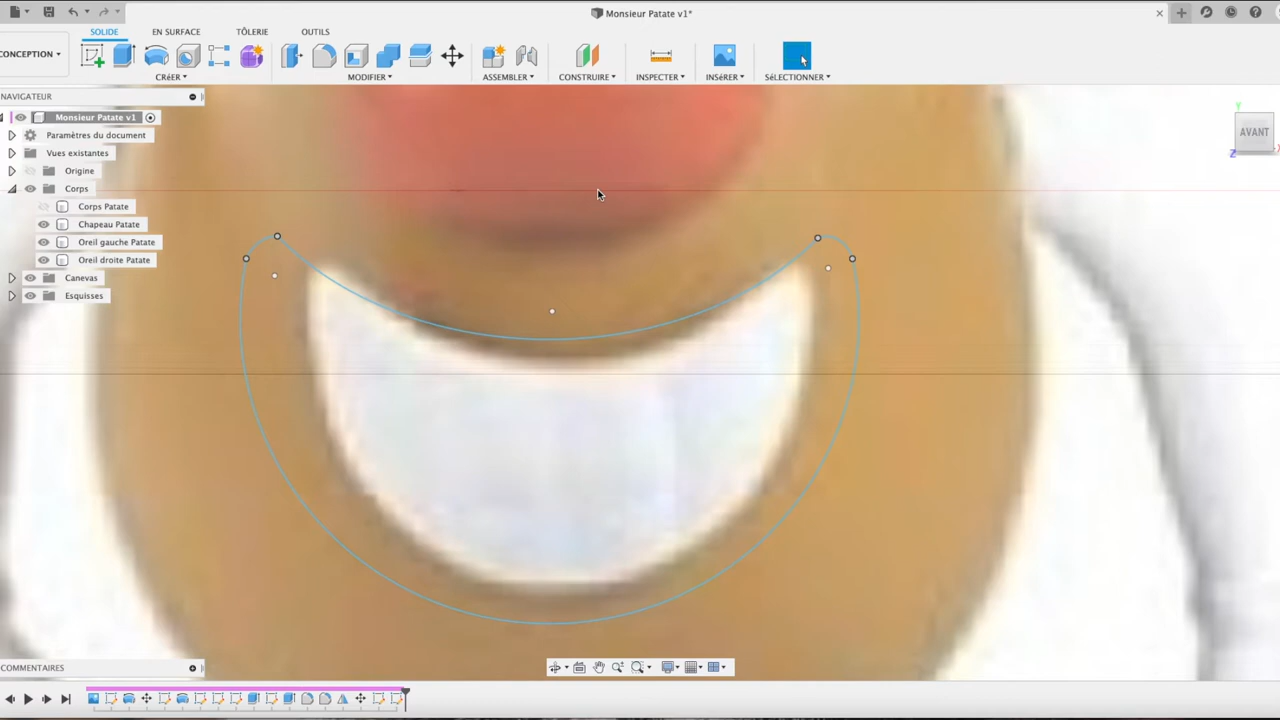 Monsieur Patate v1*
SOLIDE EN SURFACE TÔLERIE OUTILS
CONCEPTION
CRÉER MODIFIER ASSEMBLER CONSTRUIRE INSPECTER INSÉRER SÉLECTIONNER
NAVIGATEUR
Monsieur Patate v1
Paramètres du document
Vues existantes
Origine
Corps
Corps Patate
Chapeau Patate
Oreil gauche Patate
Oreil droite Patate
Canevas
Esquisses
AVANT
Y
Z
X
COMMENTAIRES